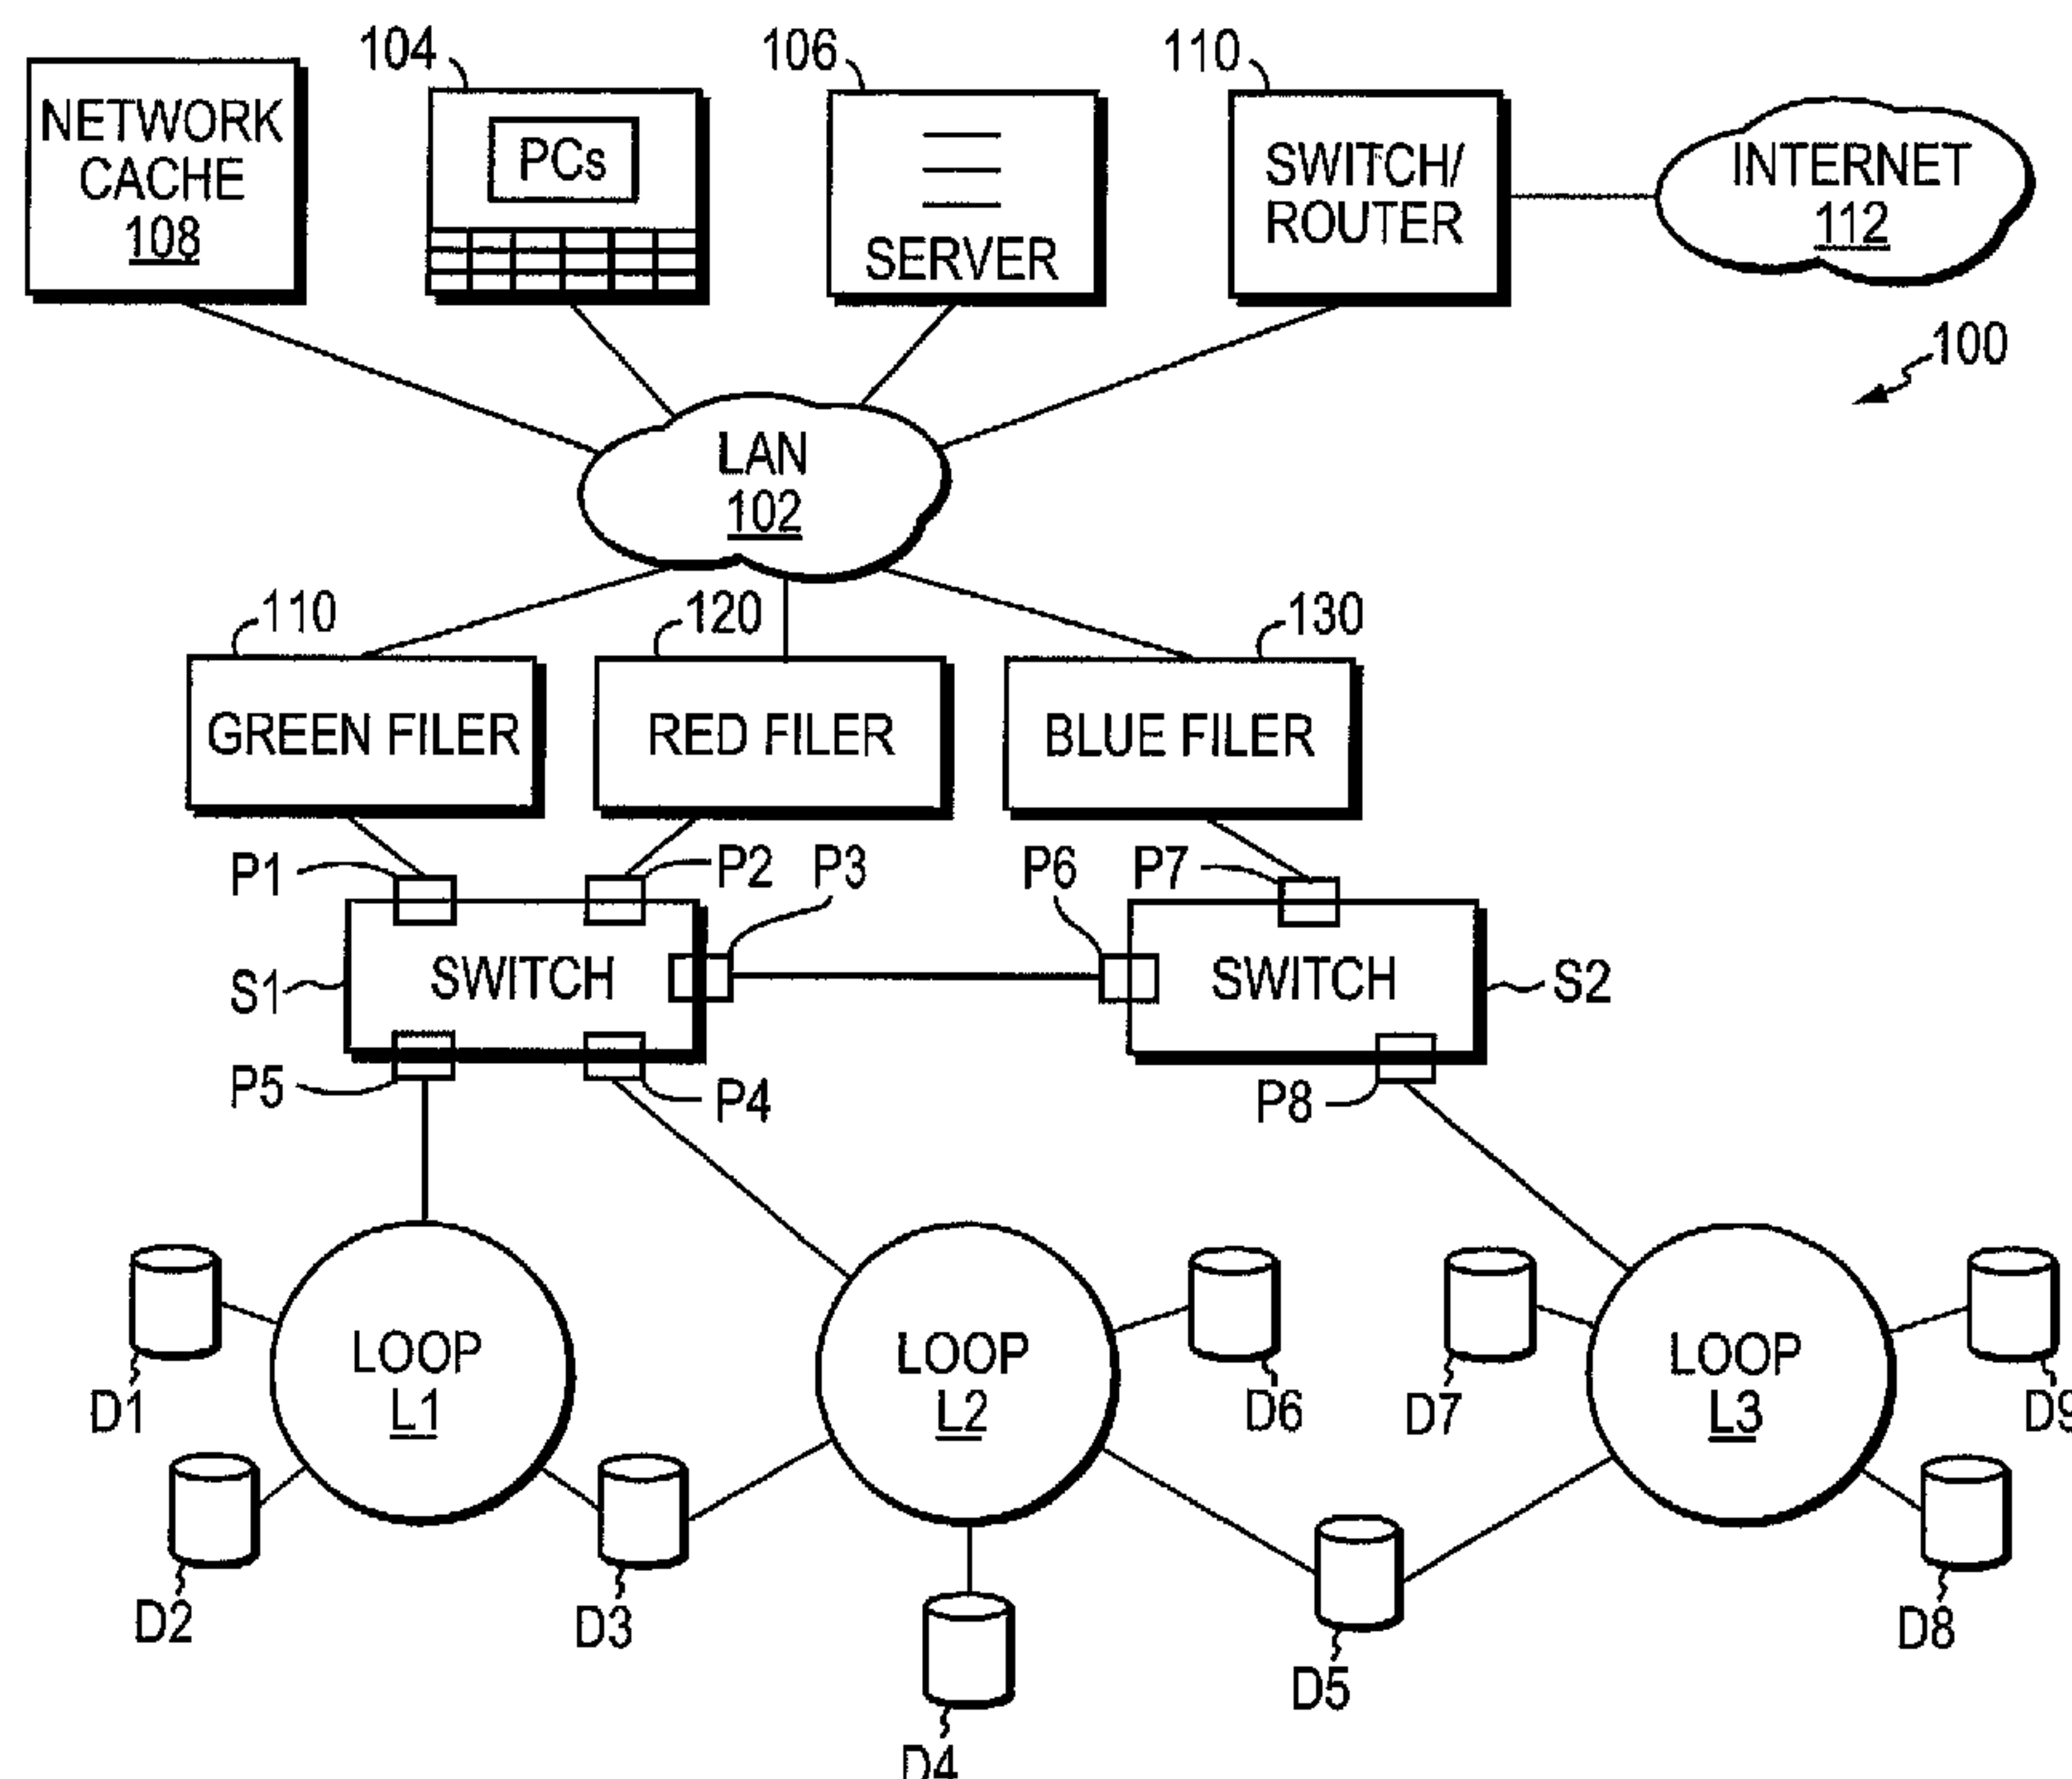 104
106
110
NETWORK
CACHE
108
PCs
SERVER
SWITCH/
ROUTER
INTERNET
112
100
LAN
102
110
120
130
GREEN FILER
RED FILER
BLUE FILER
P1
P2
P3
P6
P7
S1
SWITCH
SWITCH
S2
P5
P4
P8
LOOP
L1
LOOP
L2
LOOP
L3
D1
D6
D7
D9
D2
D3
D8
D5
D4